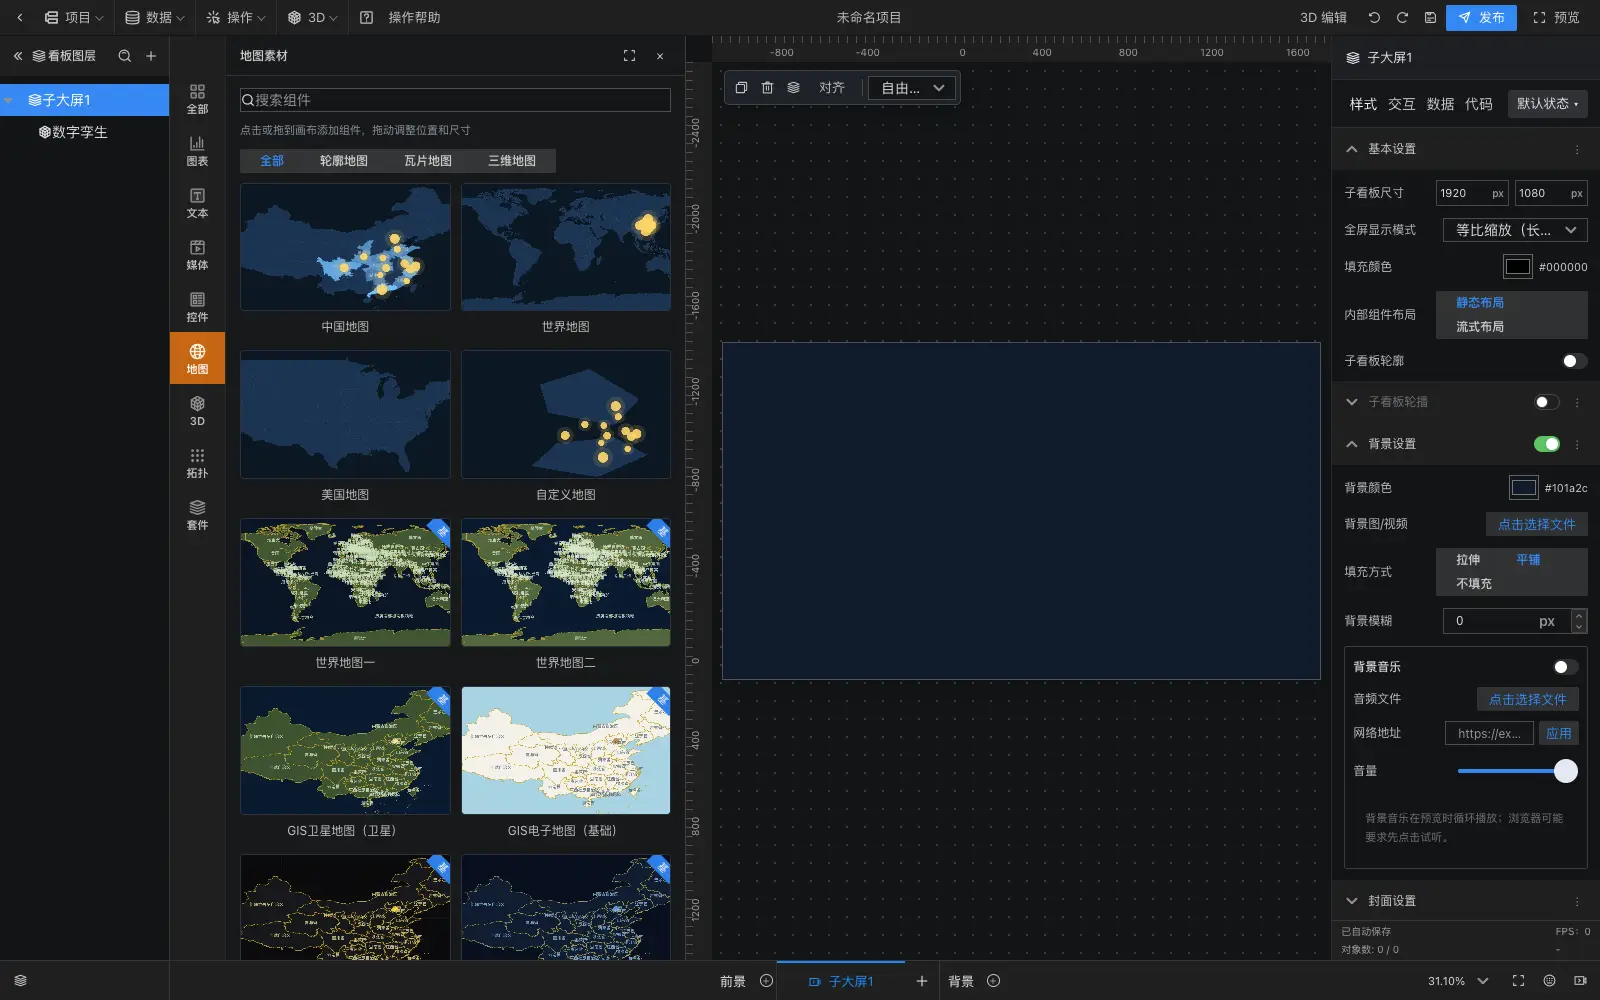 项目
数据
操作
3D
操作帮助
未命名项目
3D 编辑
发布
预览
看板图层
子大屏1
数字孪生
全部
图表
文本
媒体
控件
地图
3D
拓扑
套件
地图素材
搜索组件
点击或拖到画布添加组件，拖动调整位置和尺寸
全部 轮廓地图 瓦片地图 三维地图
中国地图
世界地图
美国地图
自定义地图
世界地图一
世界地图二
GIS卫星地图（卫星）
GIS电子地图（基础）
-800 -400 0 400 800 1200 1600
-2400
-2000
-1600
-1200
-800
-400
0
400
800
1200
对齐
自由...
子大屏1
样式 交互 数据 代码 默认状态
基本设置
子看板尺寸 1920 px 1080 px
全屏显示模式 等比缩放（长...
填充颜色 #000000
内部组件布局 静态布局
流式布局
子看板轮廓
子看板轮播
背景设置
背景颜色 #101a2c
背景图/视频 点击选择文件
填充方式 拉伸 平铺
不填充
背景模糊 0 px
背景音乐
音频文件 点击选择文件
网络地址 https://ex... 应用
音量
背景音乐在预览时循环播放；浏览器可能
要求先点击试听。
封面设置
已自动保存 FPS: 0
对象数: 0 / 0 -
前景
子大屏1
背景
31.10%